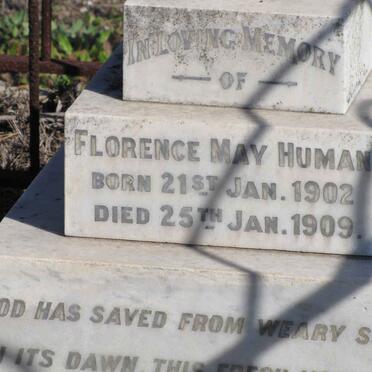 IN LOVING MEMORY
OF
FLORENCE MAY HUMAN
BORN 21ST JAN. 1902
DIED 25TH JAN. 1909.
OD HAS SAVED FROM WEARY S
ITS DAWN, THIS